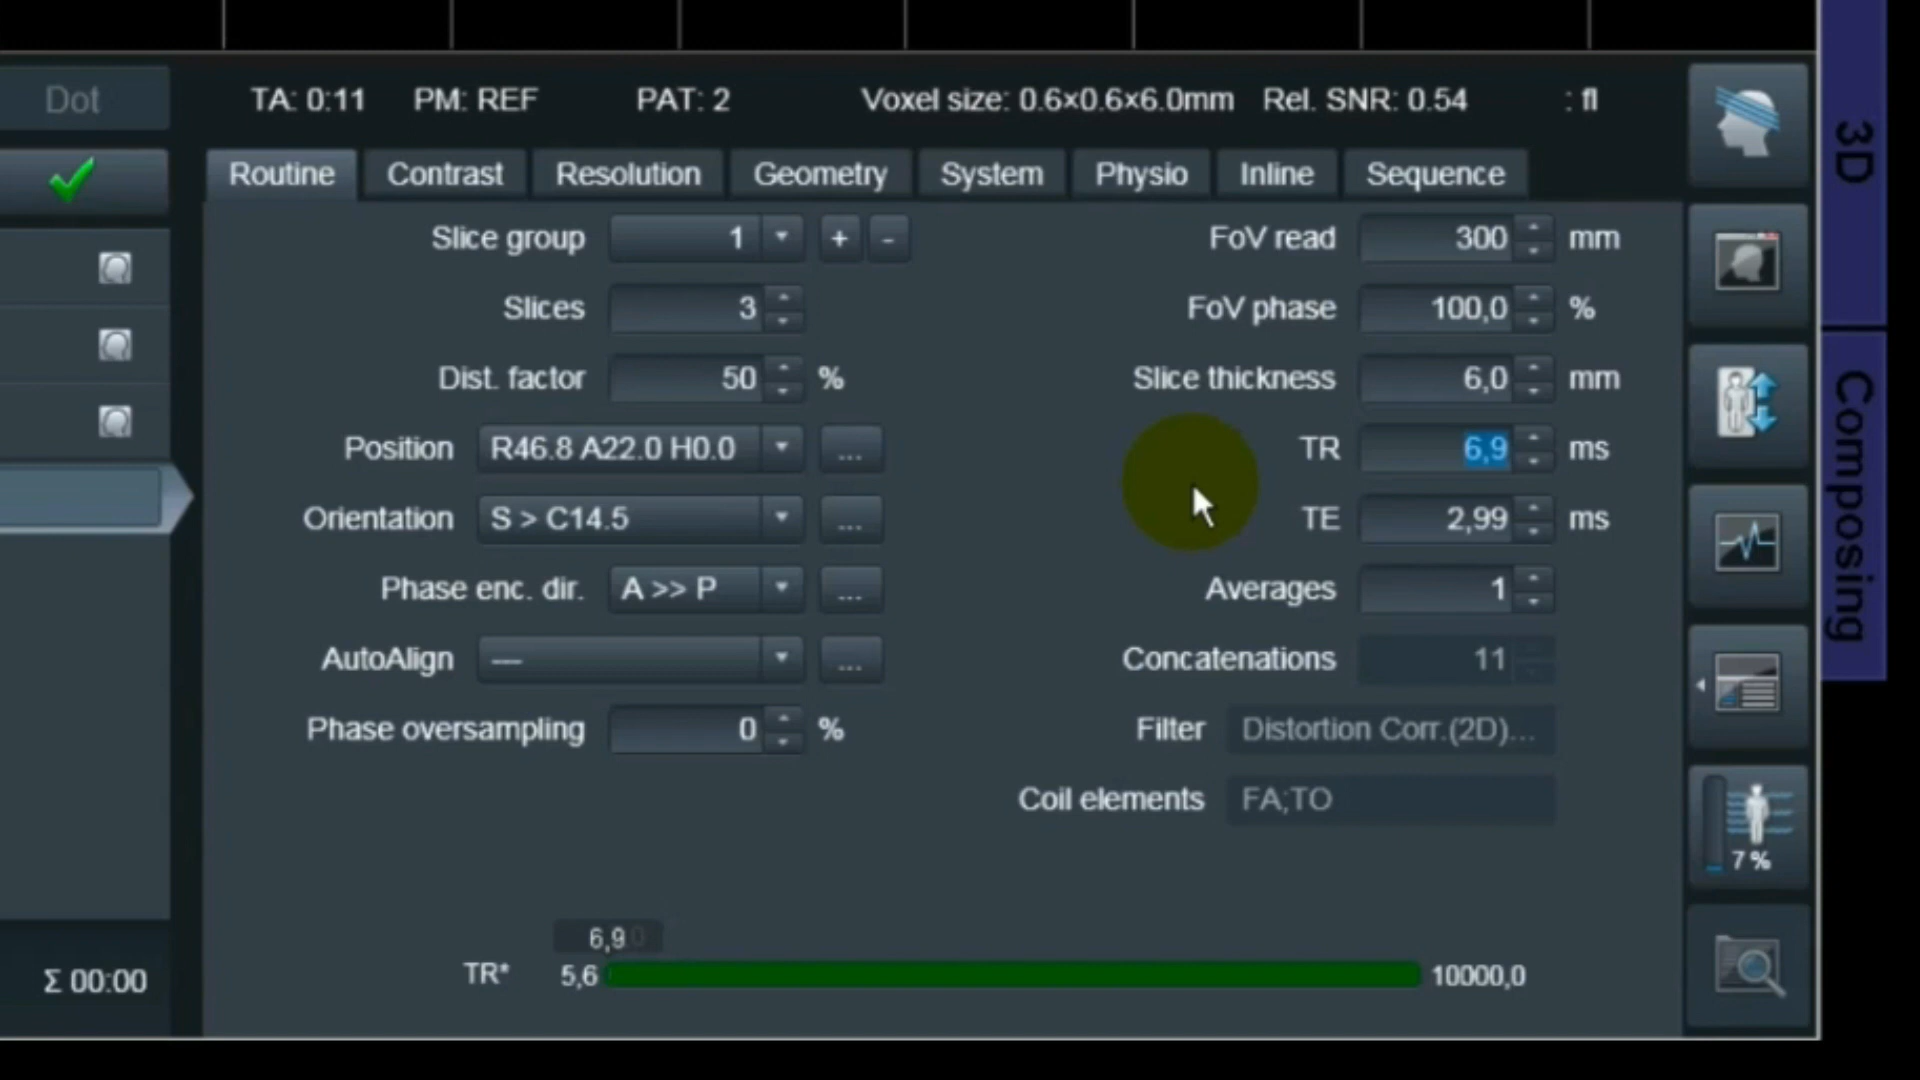 Dot
TA: 0:11 PM: REF PAT: 2 Voxel size: 0.6×0.6×6.0mm Rel. SNR: 0.54 : fl
Routine Contrast Resolution Geometry System Physio Inline Sequence
Slice group 1 + -
Slices 3
Dist. factor 50 %
Position R46.8 A22.0 H0.0 ...
Orientation S > C14.5 ...
Phase enc. dir. A >> P ...
AutoAlign --- ...
Phase oversampling 0 %
FoV read 300 mm
FoV phase 100,0 %
Slice thickness 6,0 mm
TR 6,9 ms
TE 2,99 ms
Averages 1
Concatenations 11
Filter Distortion Corr.(2D)...
Coil elements FA;TO
6,90
TR* 5,6 10000,0
Σ 00:00
7 %
3D
Composing